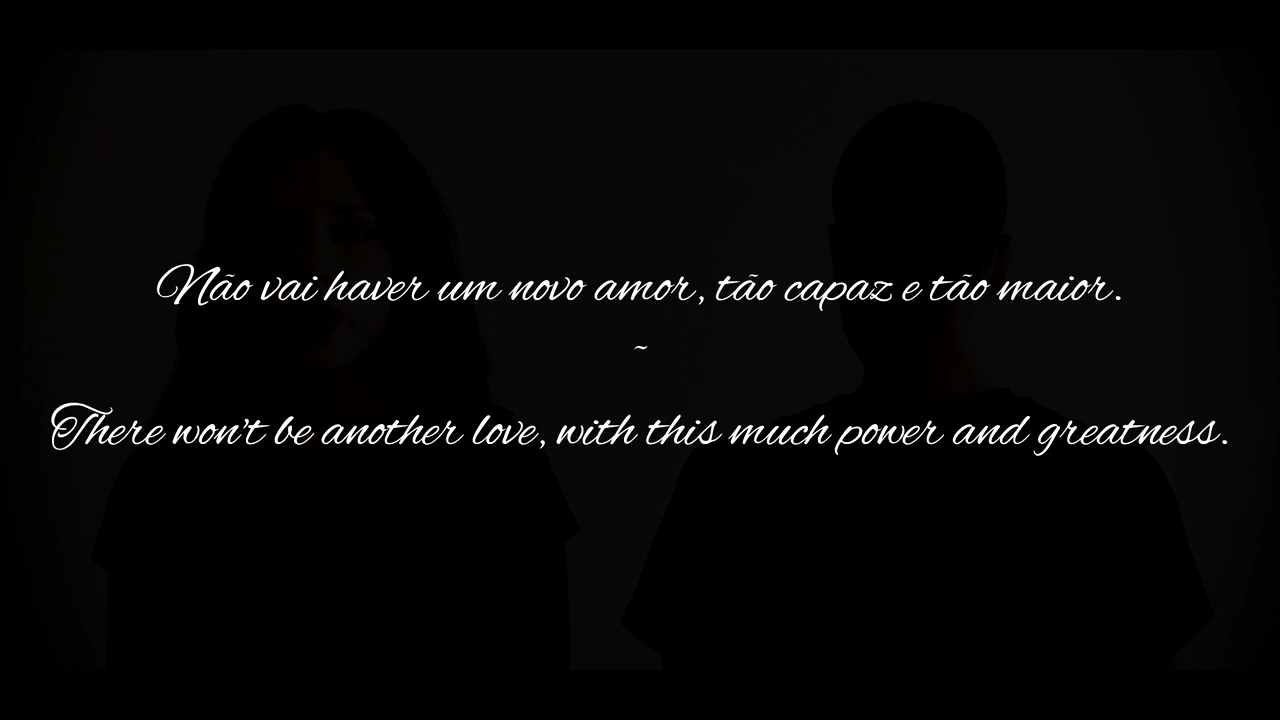 Não vai haver um novo amor, tão capaz e tão maior.
~
There won't be another love, with this much power and greatness.